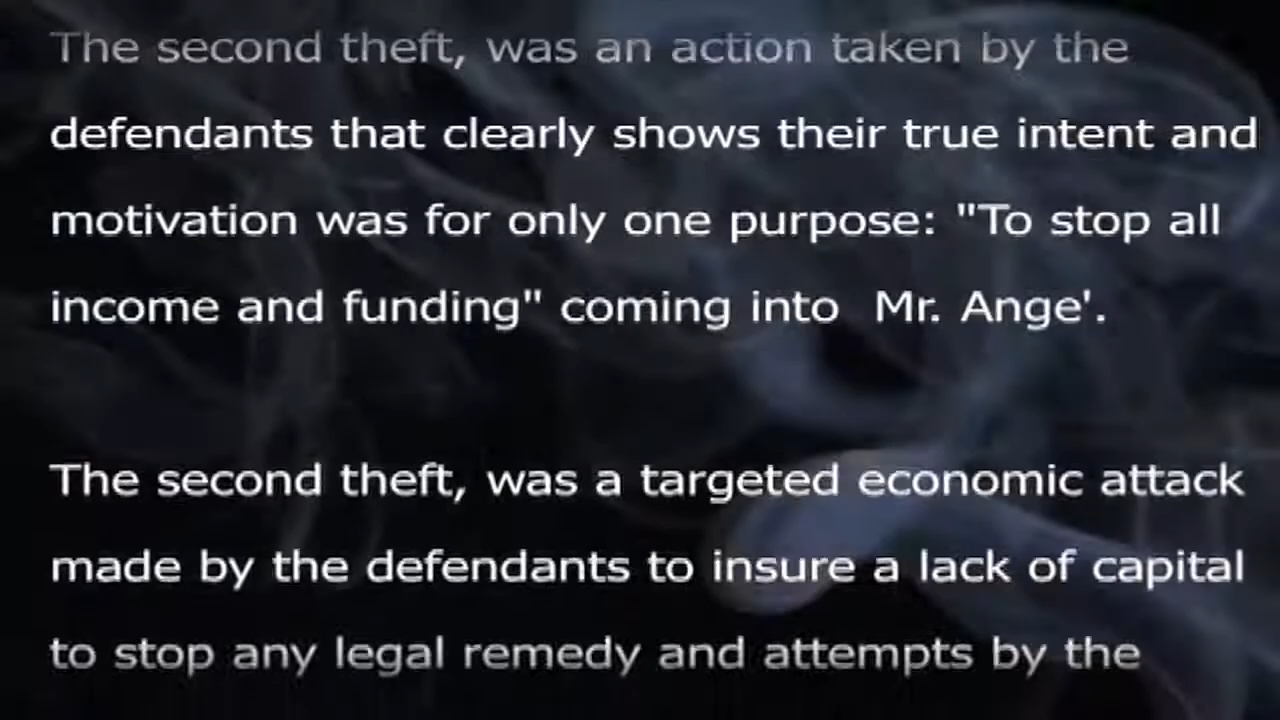 The second theft, was an action taken by the
defendants that clearly shows their true intent and
motivation was for only one purpose: "To stop all
income and funding" coming into  Mr. Ange'.
The second theft, was a targeted economic attack
made by the defendants to insure a lack of capital
to stop any legal remedy and attempts by the